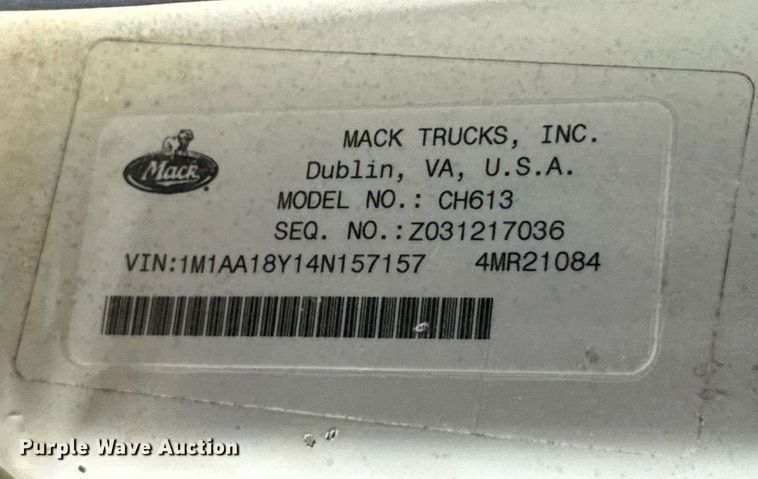 MACK TRUCKS, INC.
Mack
Dublin, VA, U.S.A.
MODEL NO.: CH613
SEQ. NO.:Z031217036
VIN:1M1AA18Y14N157157 4MR21084
Purple Wave Auction